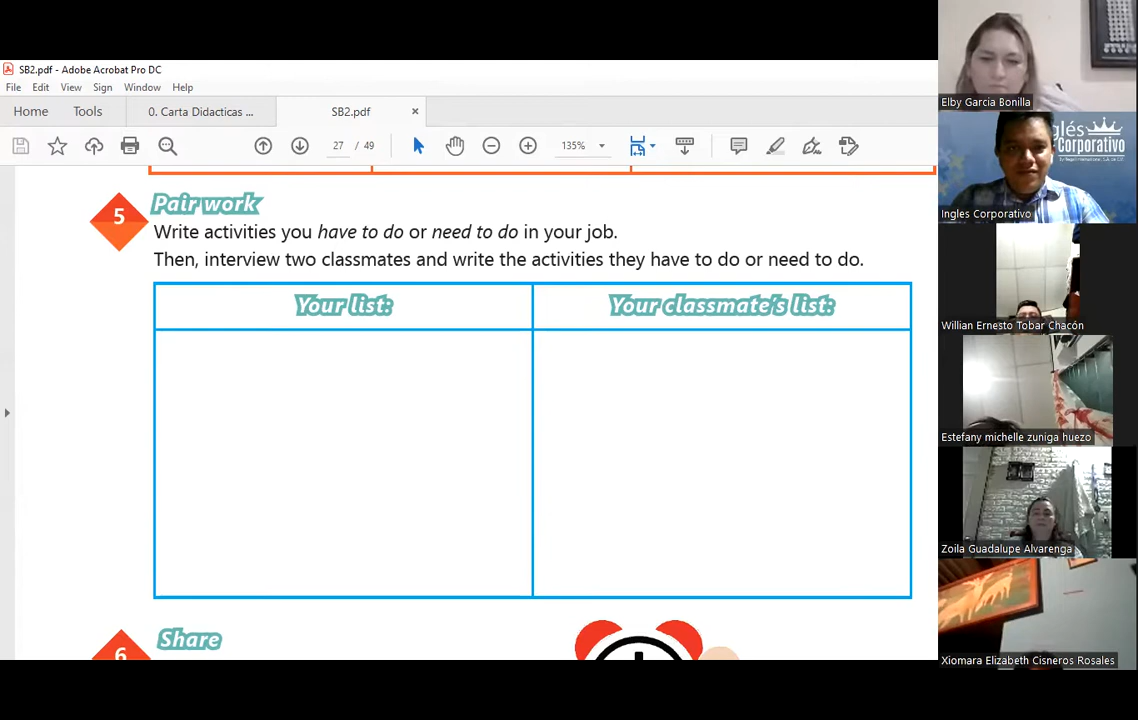 SB2.pdf - Adobe Acrobat Pro DC
File Edit View Sign Window Help
Home Tools 0. Carta Didacticas ... SB2.pdf ×
27 / 49 135%
5 Pair work
Write activities you have to do or need to do in your job.
Then, interview two classmates and write the activities they have to do or need to do.
Your list: Your classmate's list:
6 Share
Elby Garcia Bonilla
nglés
Corporativo
Ingles Corporativo
Willian Ernesto Tobar Chacón
Estefany michelle zuniga huezo
Zoila Guadalupe Alvarenga
Xiomara Elizabeth Cisneros Rosales